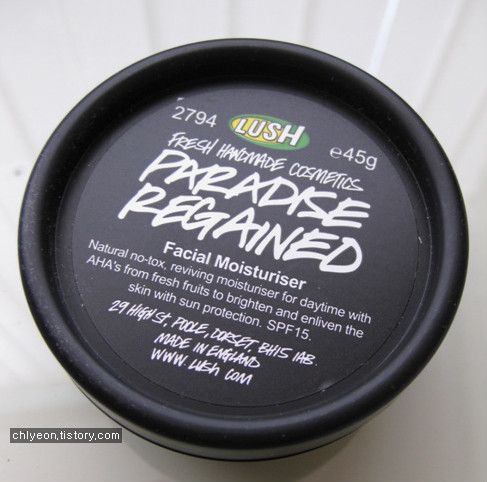 2794 LUSH e45g
FRESH HANDMADE COSMETICS
PARADISE
REGAINED
Facial Moisturiser
Natural no-tox, reviving moisturiser for daytime with
AHA's from fresh fruits to brighten and enliven the
skin with sun protection. SPF15.
29 HIGH ST, POOLE, DORSET BH15 1AB.
MADE IN ENGLAND
WWW.LUSH.COM
chlyeon.tistory.com